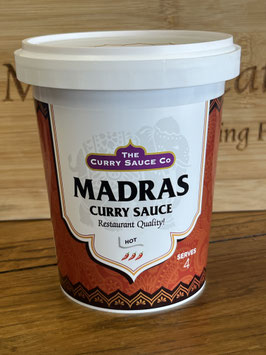 THE
CURRY SAUCE CO
MADRAS
CURRY SAUCE
Restaurant Quality!
HOT
SERVES
4